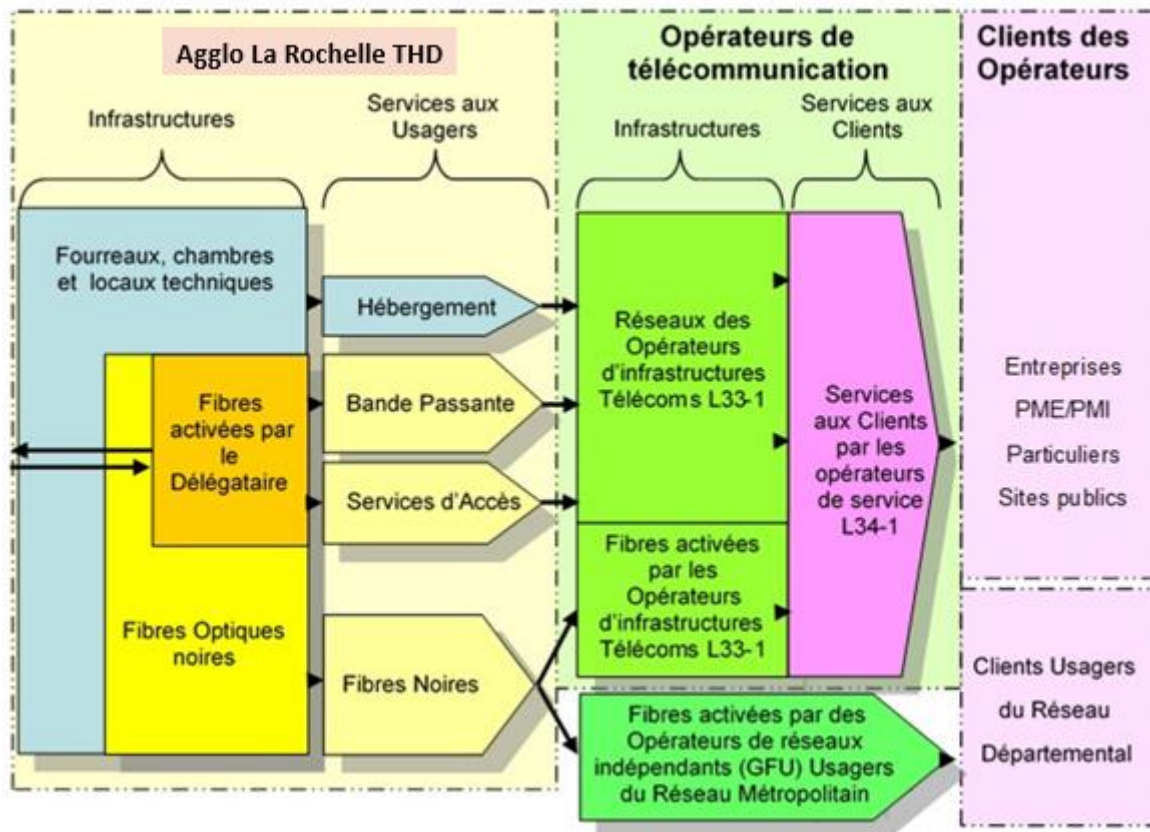 Agglo La Rochelle THD
Infrastructures
Services aux
Usagers
Fourreaux, chambres
et locaux techniques
Fibres
activées par
le
Délégataire
Fibres Optiques
noires
Hébergement
Bande Passante
Services d'Accès
Fibres Noires
Opérateurs de
télécommunication
Infrastructures
Services aux
Clients
Réseaux des
Opérateurs
d'infrastructures
Télécoms L33-1
Fibres activées
par les
Opérateurs
d'infrastructures
Télécoms L33-1
Services
aux Clients
par les
opérateurs
de service
L34-1
Fibres activées par des
Opérateurs de réseaux
indépendants (GFU) Usagers
du Réseau Métropolitain
Clients des
Opérateurs
Entreprises
PME/PMI
Particuliers
Sites publics
Clients Usagers
du Réseau
Départemental